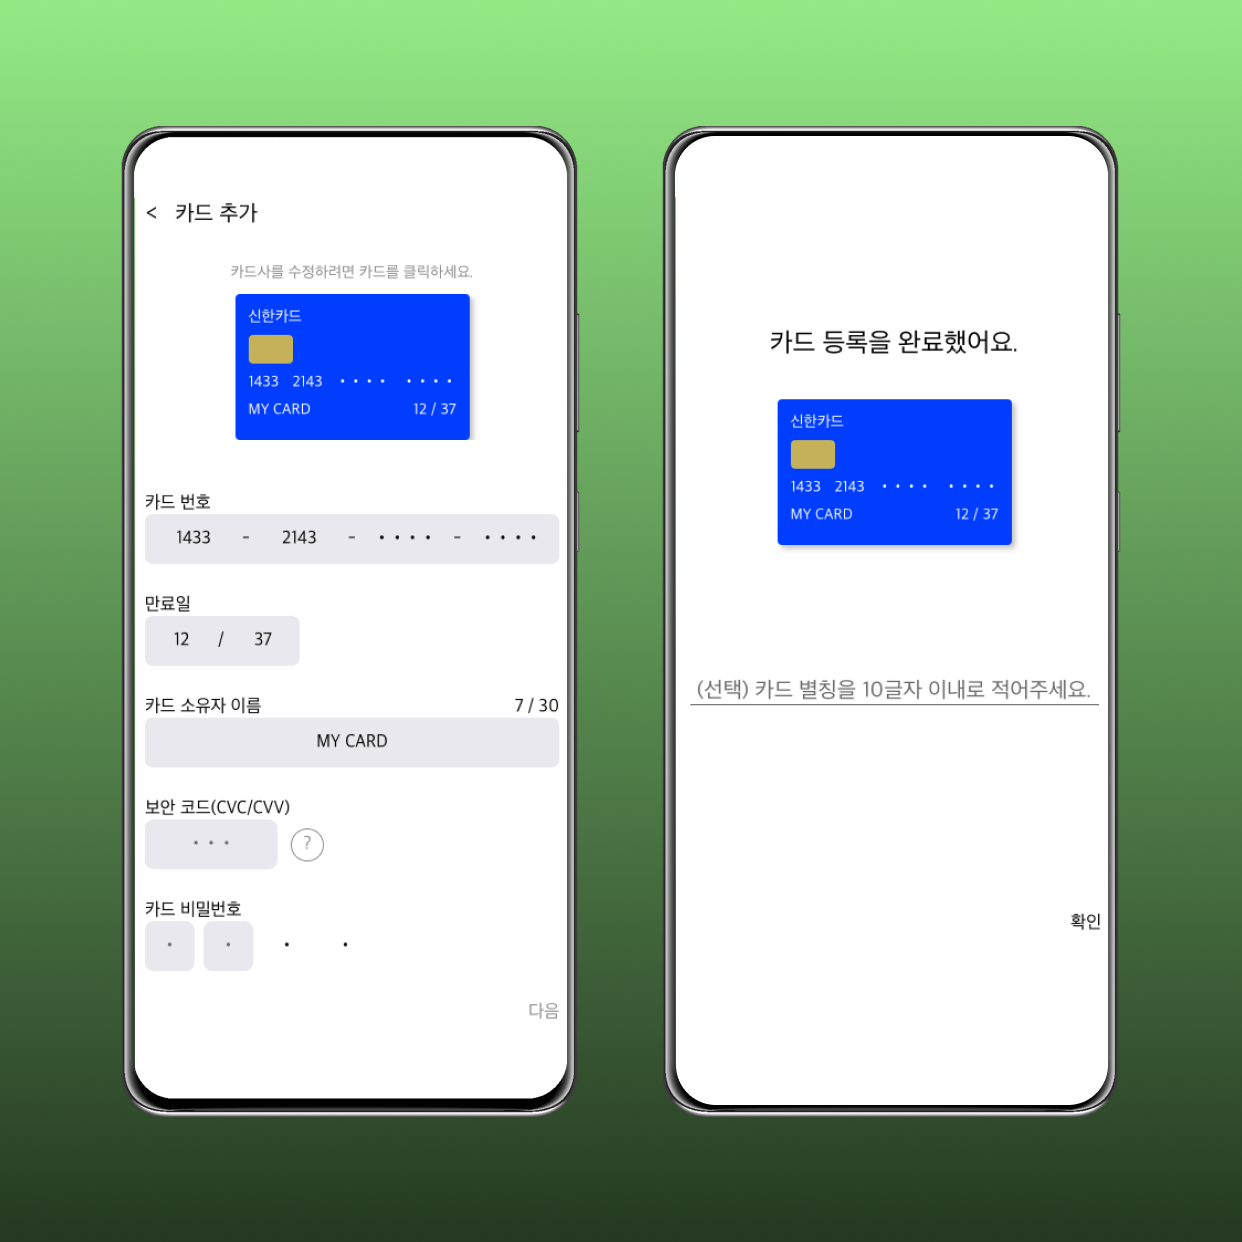 < 카드 추가
카드사를 수정하려면 카드를 클릭하세요.
신한카드
1433 2143 • • • • • • • •
MY CARD 12 / 37
카드 번호
1433 - 2143 - • • • • - • • • •
만료일
12 / 37
카드 소유자 이름 7 / 30
MY CARD
보안 코드(CVC/CVV)
• • • ?
카드 비밀번호
• • • •
다음
카드 등록을 완료했어요.
신한카드
1433 2143 • • • • • • • •
MY CARD 12 / 37
(선택) 카드 별칭을 10글자 이내로 적어주세요.
확인